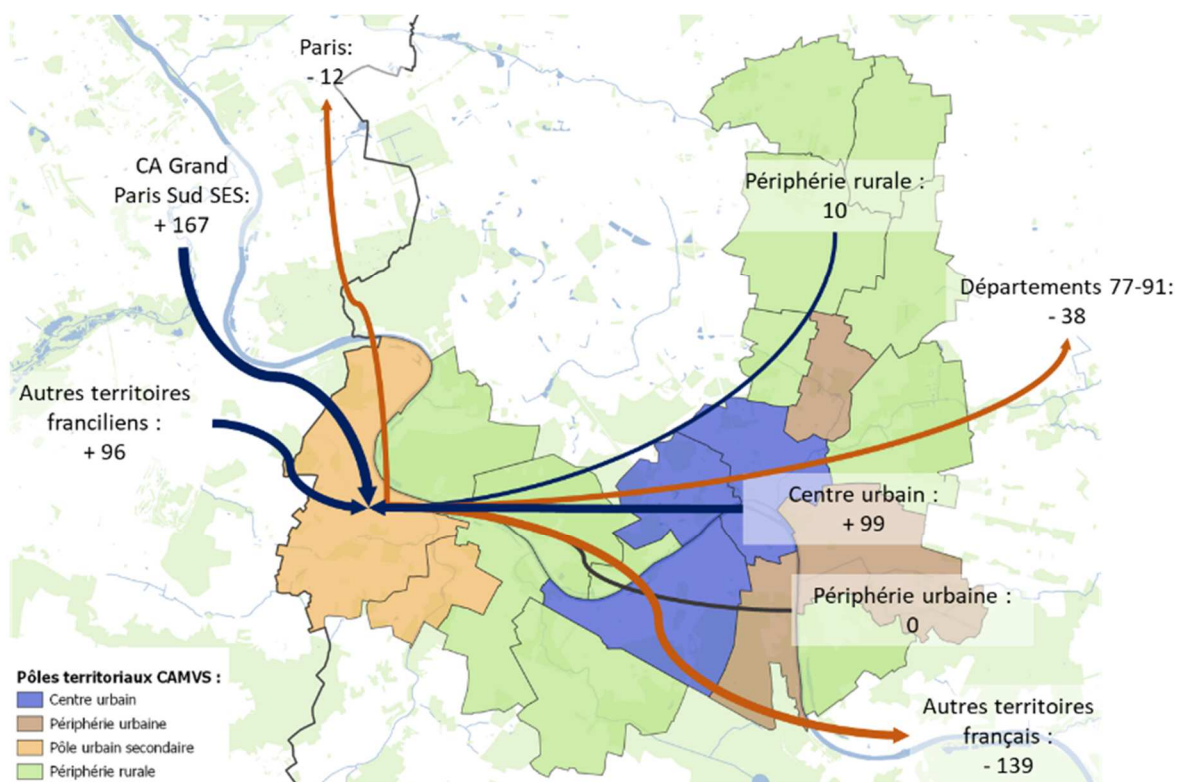 Paris:
- 12
CA Grand
Paris Sud SES:
+ 167
Périphérie rurale :
10
Départements 77-91:
- 38
Autres territoires
franciliens :
+ 96
Centre urbain :
+ 99
Périphérie urbaine :
0
Autres territoires
français :
- 139
Pôles territoriaux CAMVS :
Centre urbain
Périphérie urbaine
Pôle urbain secondaire
Périphérie rurale